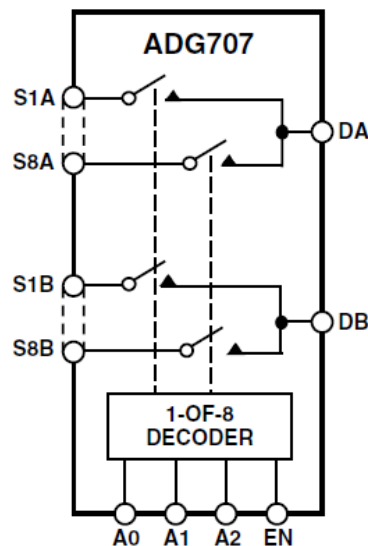 ADG707
S1A
DA
S8A
S1B
DB
S8B
1-OF-8
DECODER
A0 A1 A2 EN